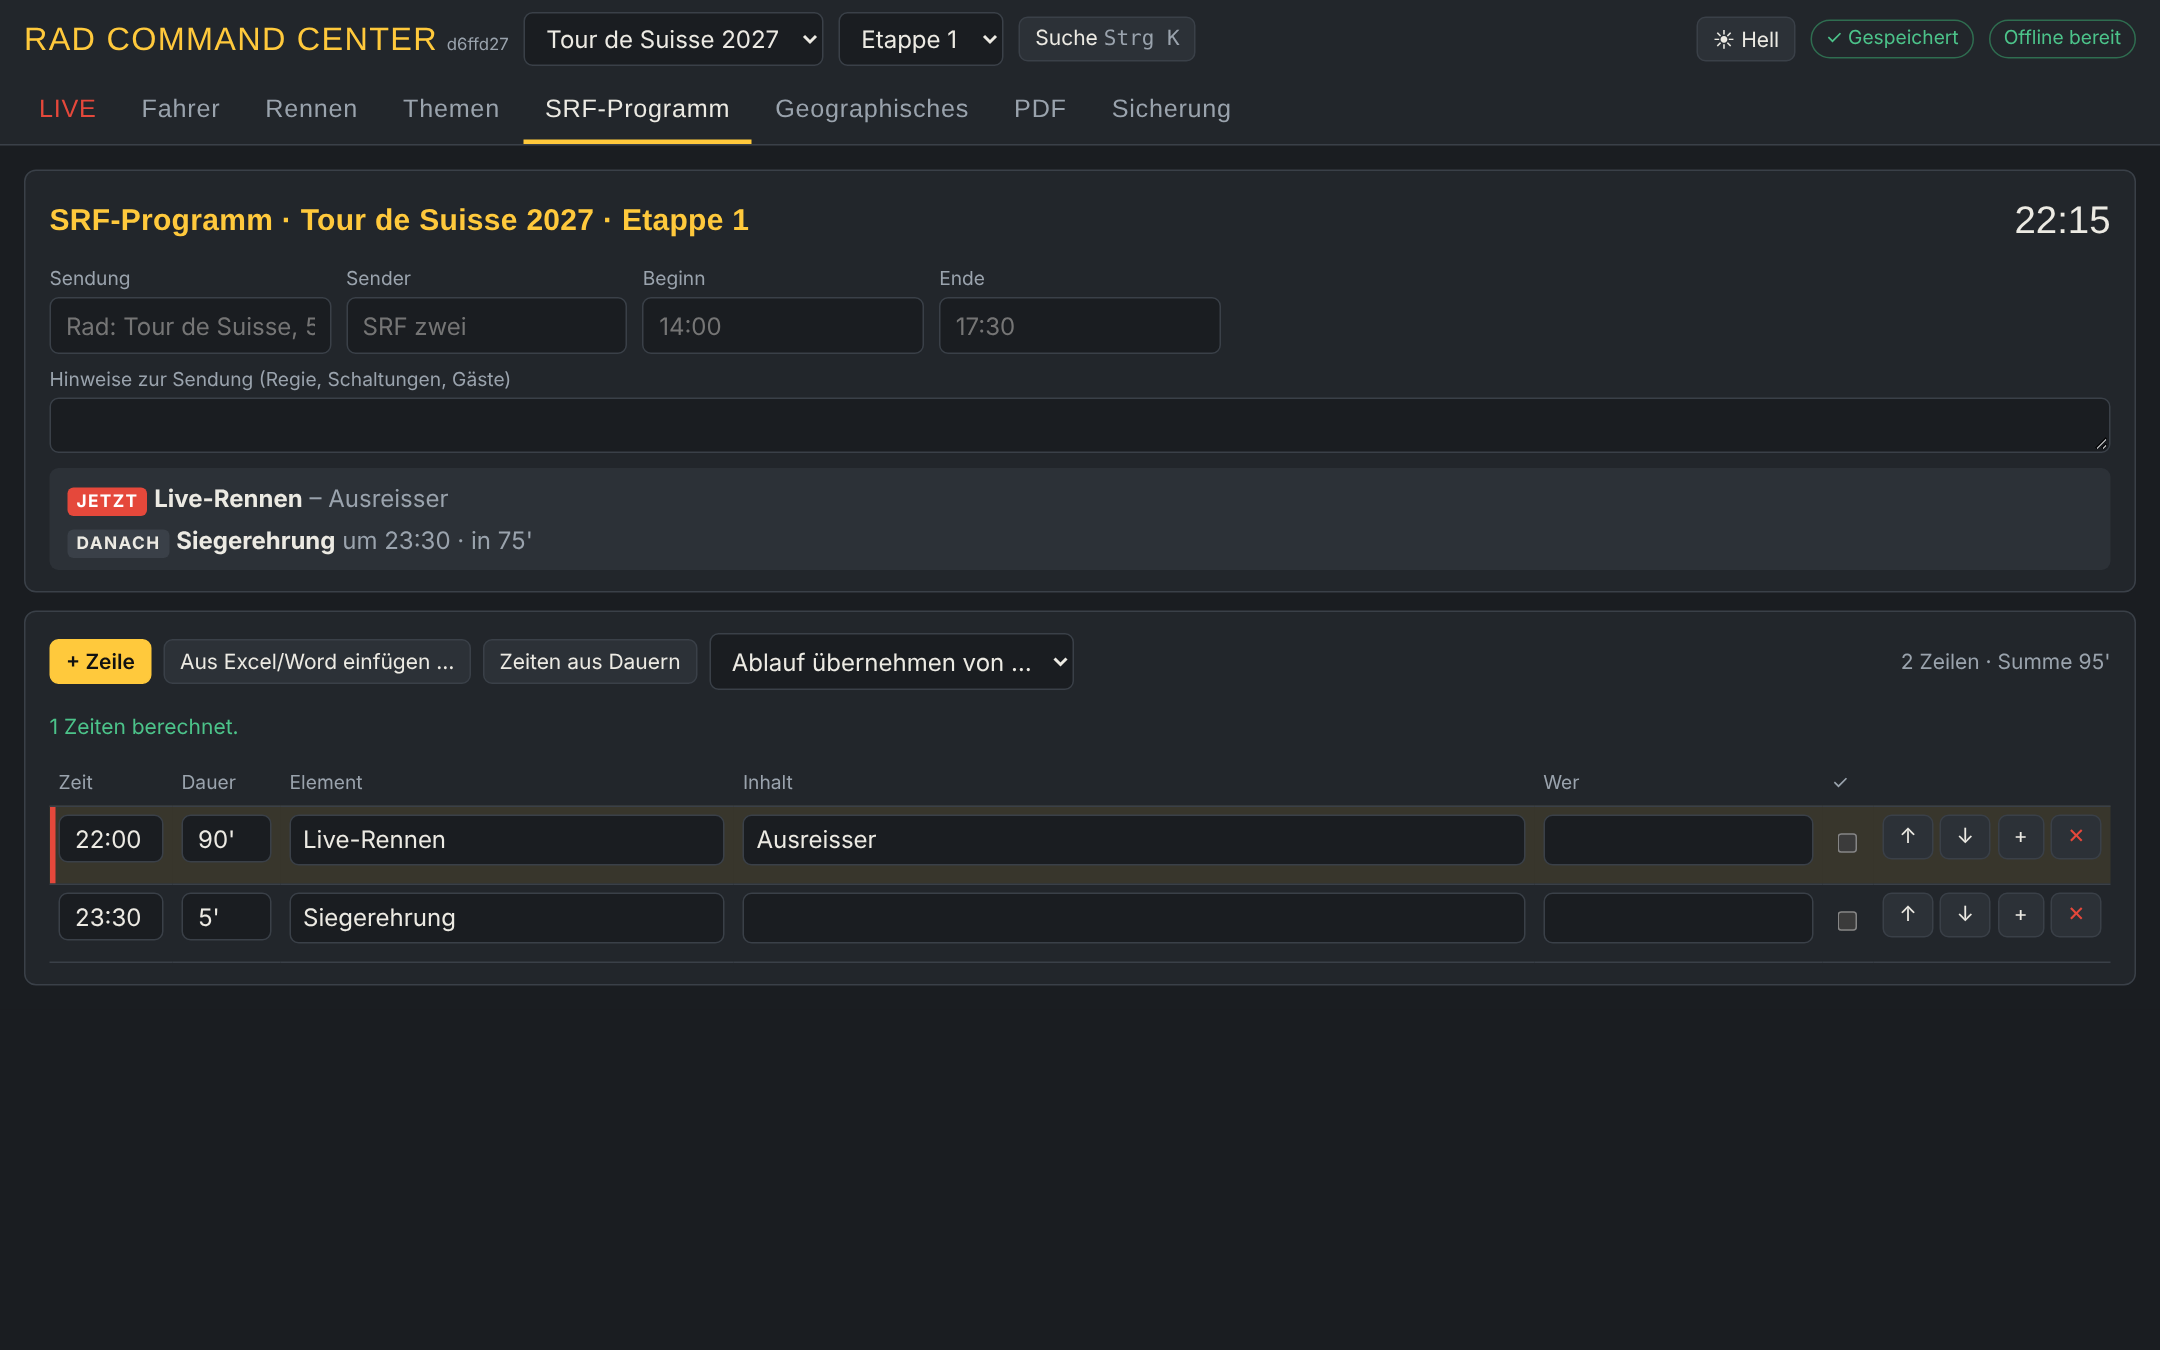 RAD COMMAND CENTER d6ffd27 Tour de Suisse 2027 Etappe 1 Suche Strg K ☀ Hell ✓ Gespeichert Offline bereit
LIVE Fahrer Rennen Themen SRF-Programm Geographisches PDF Sicherung
SRF-Programm · Tour de Suisse 2027 · Etappe 1 22:15
Sendung Sender Beginn Ende
Rad: Tour de Suisse, 5 SRF zwei 14:00 17:30
Hinweise zur Sendung (Regie, Schaltungen, Gäste)
JETZT Live-Rennen – Ausreisser
DANACH Siegerehrung um 23:30 · in 75'
+ Zeile Aus Excel/Word einfügen ... Zeiten aus Dauern Ablauf übernehmen von ... 2 Zeilen · Summe 95'
1 Zeiten berechnet.
Zeit Dauer Element Inhalt Wer ✓
22:00 90' Live-Rennen Ausreisser ↑ ↓ + ✕
23:30 5' Siegerehrung ↑ ↓ + ✕